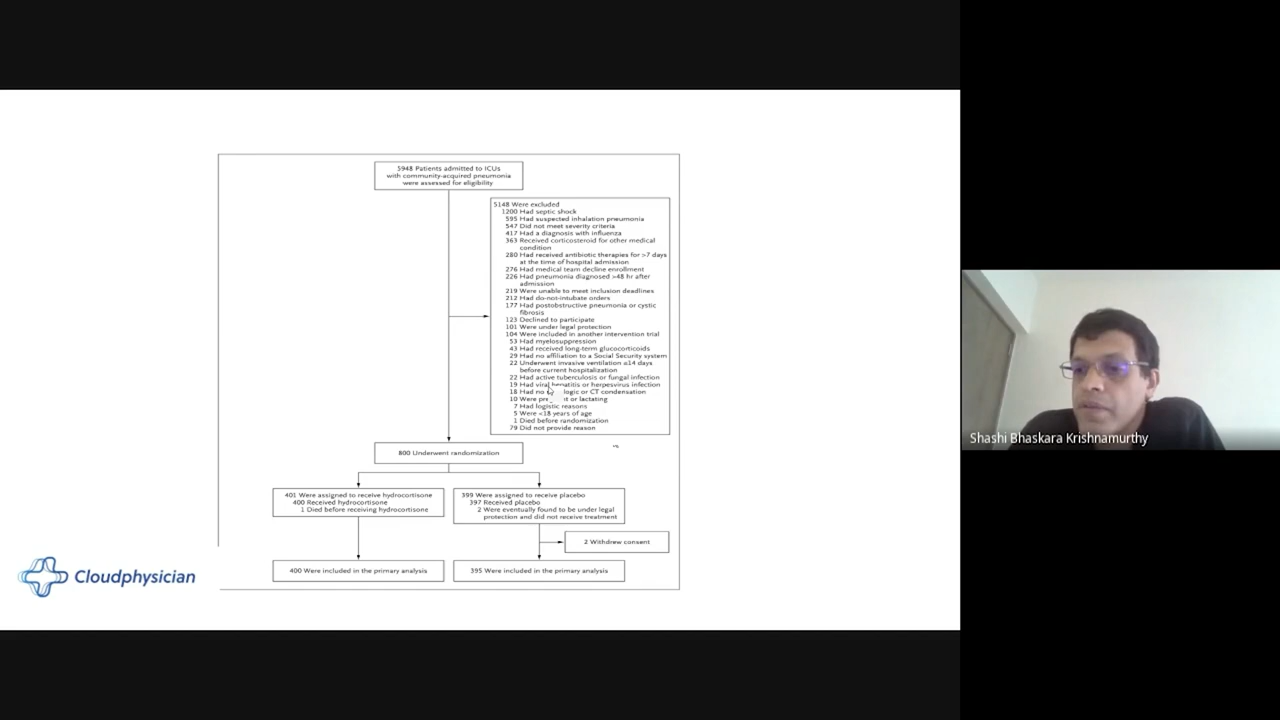 5948 Patients admitted to ICUs
with community-acquired pneumonia
were assessed for eligibility
5148 Were excluded
1200 Had septic shock
595 Had suspected inhalation pneumonia
547 Did not meet severity criteria
417 Had a diagnosis with influenza
363 Received corticosteroid for other medical
condition
280 Had received antibiotic therapies for >7 days
at the time of hospital admission
276 Had medical team decline enrollment
226 Had pneumonia diagnosed >48 hr after
admission
219 Were unable to meet inclusion deadlines
212 Had do-not-intubate orders
177 Had postobstructive pneumonia or cystic
fibrosis
123 Declined to participate
101 Were under legal protection
104 Were included in another intervention trial
53 Had myelosuppression
43 Had received long-term glucocorticoids
29 Had no affiliation to a Social Security system
22 Underwent invasive ventilation ≤14 days
before current hospitalization
22 Had active tuberculosis or fungal infection
19 Had viral hepatitis or herpesvirus infection
18 Had no or CT condensation
10 Were or lactating
7 Had logistic reasons
5 Were <18 years of age
1 Died before randomization
79 Did not provide reason
800 Underwent randomization
401 Were assigned to receive hydrocortisone
400 Received hydrocortisone
1 Died before receiving hydrocortisone
399 Were assigned to receive placebo
397 Received placebo
2 Were eventually found to be under legal
protection and did not receive treatment
2 Withdrew consent
400 Were included in the primary analysis
395 Were included in the primary analysis
Cloudphysician
Shashi Bhaskara Krishnamurthy